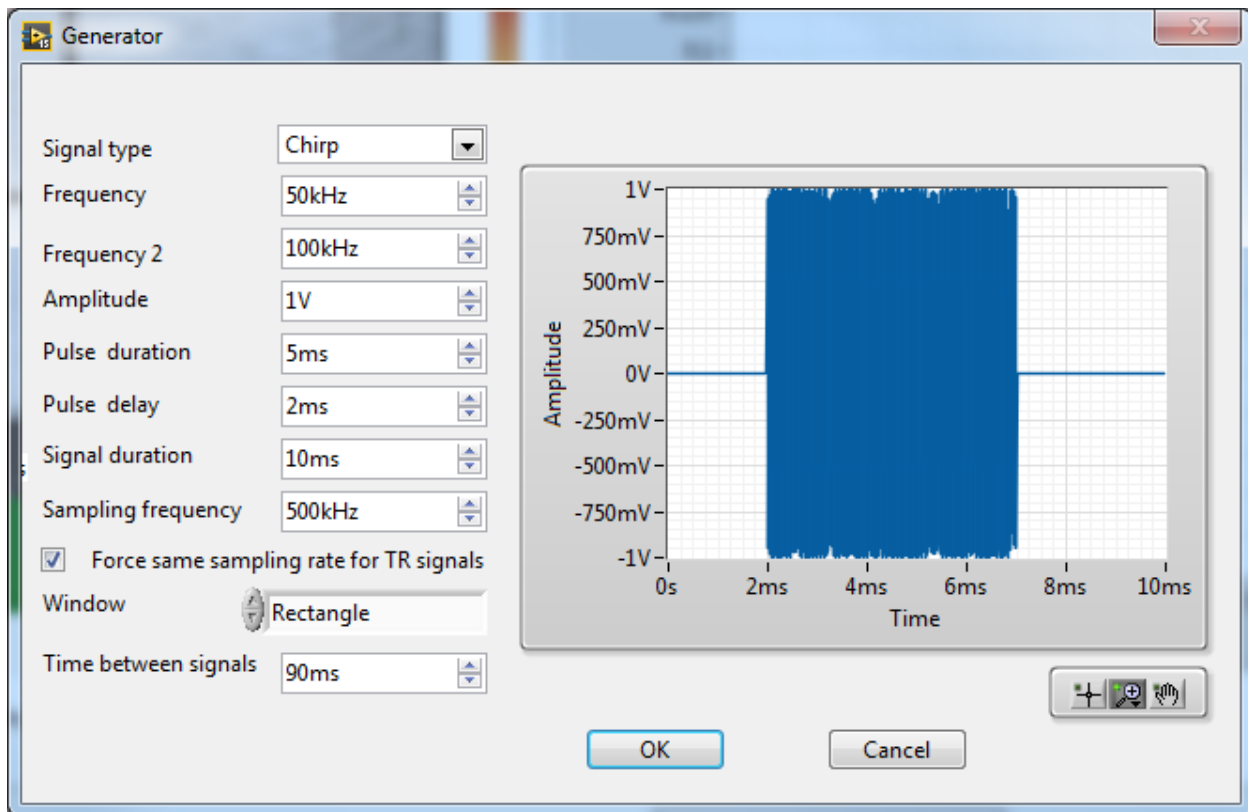 Generator
Signal type Chirp
Frequency 50kHz
Frequency 2 100kHz
Amplitude 1V
Pulse duration 5ms
Pulse delay 2ms
Signal duration 10ms
Sampling frequency 500kHz
Force same sampling rate for TR signals
Window Rectangle
Time between signals 90ms
Amplitude
1V
750mV
500mV
250mV
0V
-250mV
-500mV
-750mV
-1V
0s 2ms 4ms 6ms 8ms 10ms
Time
OK Cancel